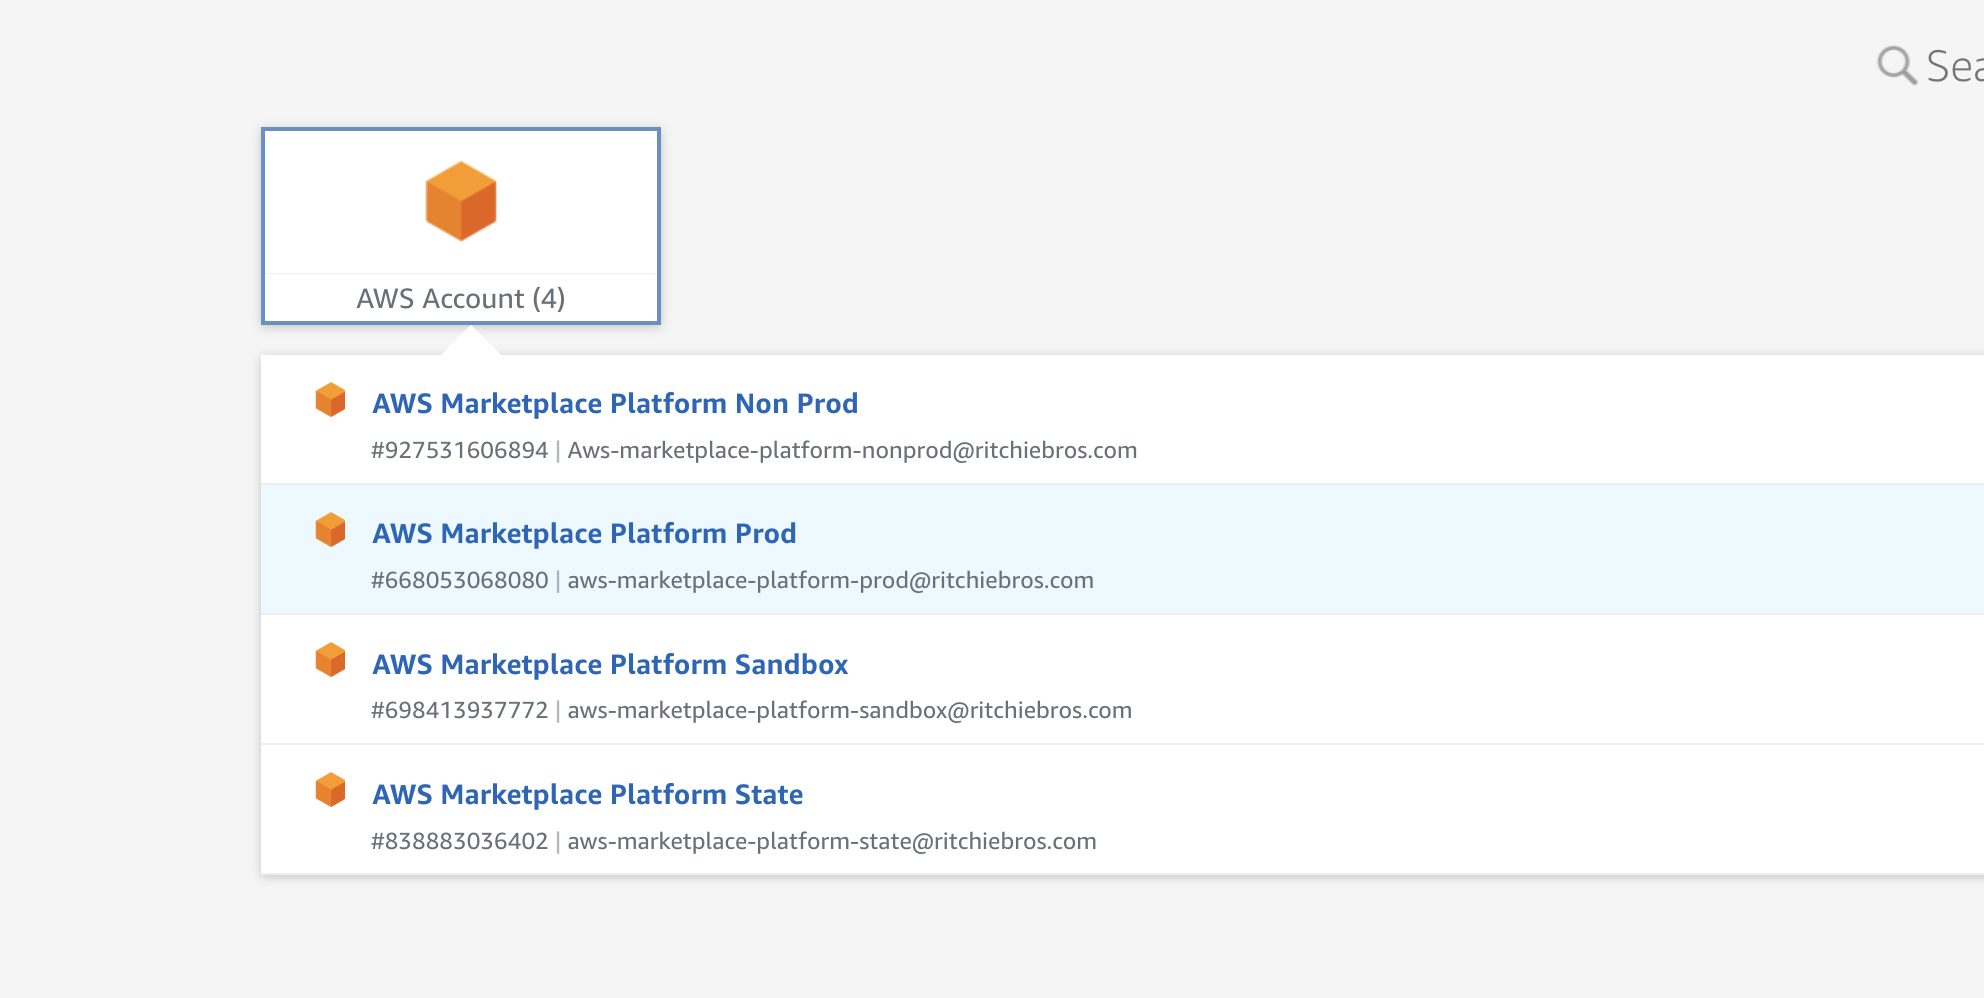 Sea
AWS Account (4)
AWS Marketplace Platform Non Prod
#927531606894 | Aws-marketplace-platform-nonprod@ritchiebros.com
AWS Marketplace Platform Prod
#668053068080 | aws-marketplace-platform-prod@ritchiebros.com
AWS Marketplace Platform Sandbox
#698413937772 | aws-marketplace-platform-sandbox@ritchiebros.com
AWS Marketplace Platform State
#838883036402 | aws-marketplace-platform-state@ritchiebros.com